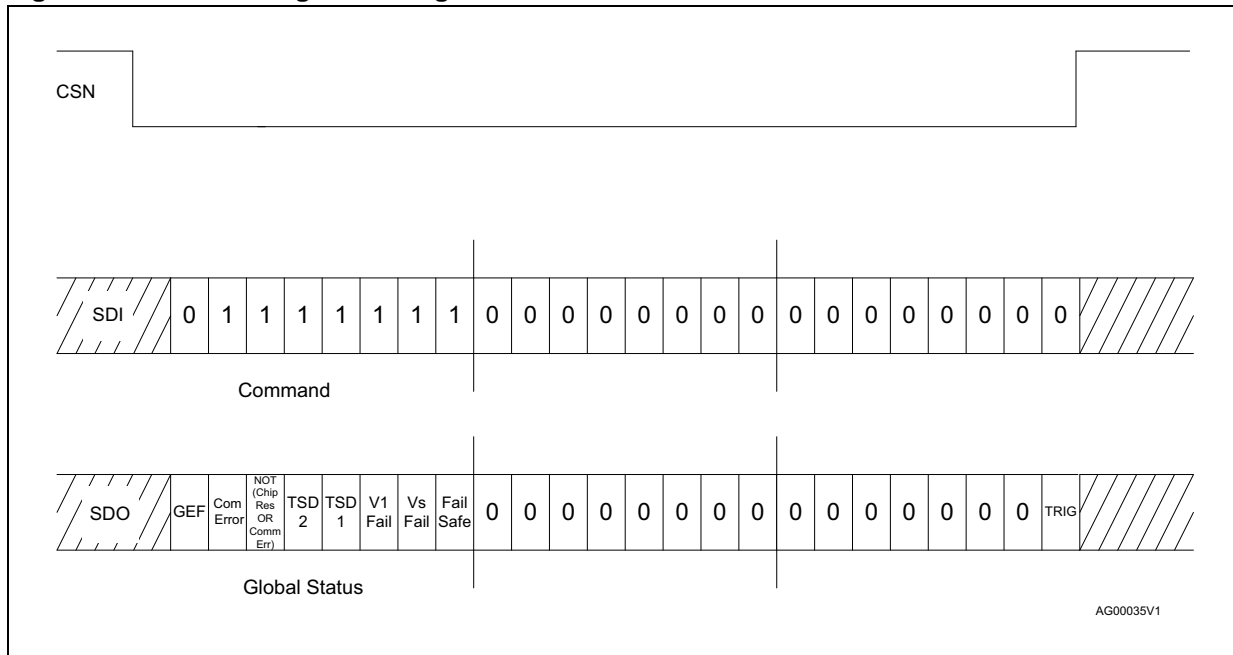 CSN
SDI 0 1 1 1 1 1 1 1 0 0 0 0 0 0 0 0 0 0 0 0 0 0 0 0
Command
SDO GEF Com Error NOT (Chip Res OR Comm Err) TSD 2 TSD 1 V1 Fail Vs Fail Fail Safe 0 0 0 0 0 0 0 0 0 0 0 0 0 0 0 TRIG
Global Status
AG00035V1